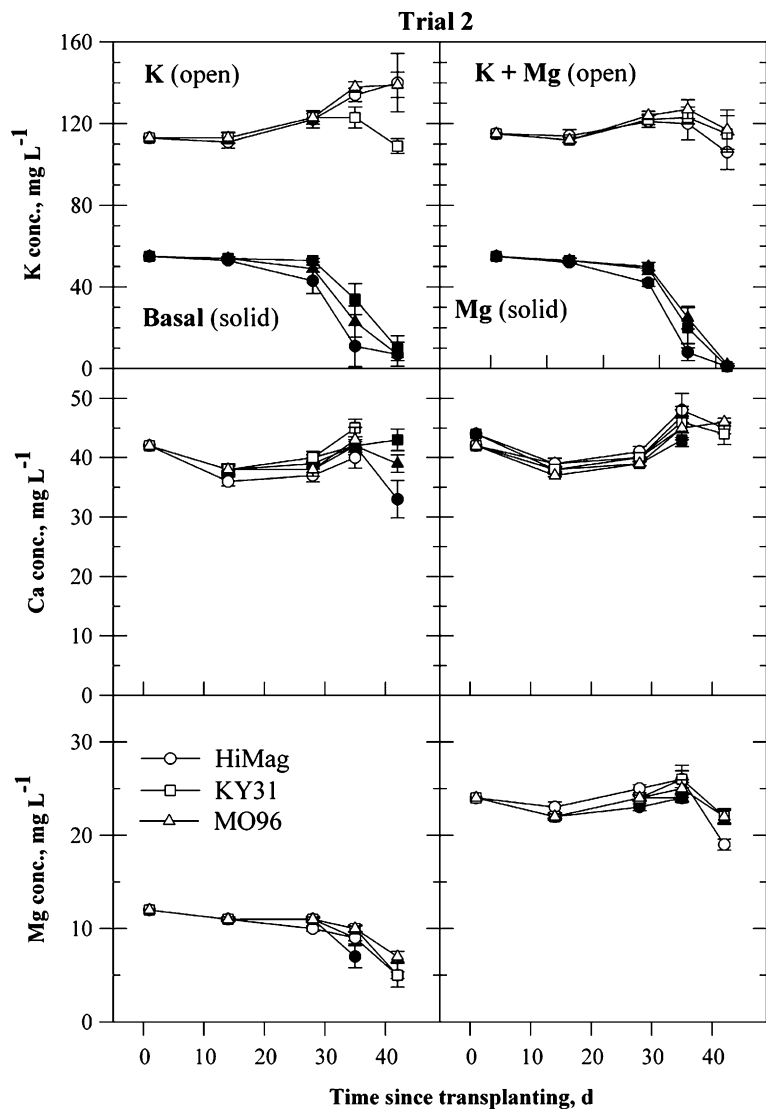 Trial 2
K (open)
K + Mg (open)
Basal (solid)
Mg (solid)
K conc., mg L⁻¹
160
120
80
40
0
Ca conc., mg L⁻¹
50
40
30
20
10
0
HiMag
KY31
MO96
Mg conc., mg L⁻¹
30
20
10
0
0 10 20 30 40 0 10 20 30 40
Time since transplanting, d